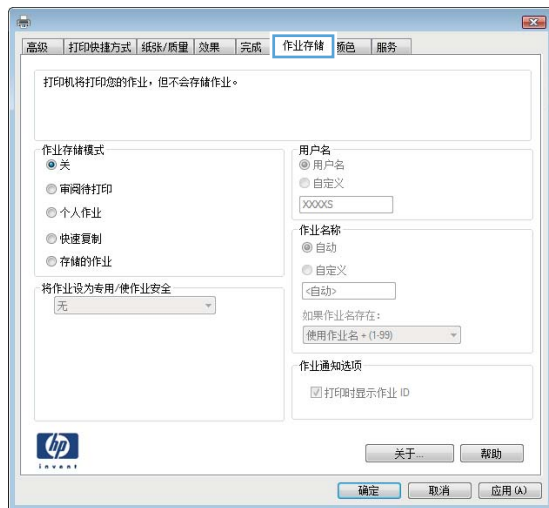 高级 打印快捷方式 纸张/质量 效果 完成 作业存储 颜色 服务
打印机将打印您的作业，但不会存储作业。
作业存储模式
关
审阅待打印
个人作业
快速复制
存储的作业
将作业设为专用/使作业安全
无
用户名
用户名
自定义
XXXXS
作业名称
自动
自定义
<自动>
如果作业名存在：
使用作业名 + (1-99)
作业通知选项
打印时显示作业 ID
hp
invent
关于... 帮助
确定 取消 应用(A)